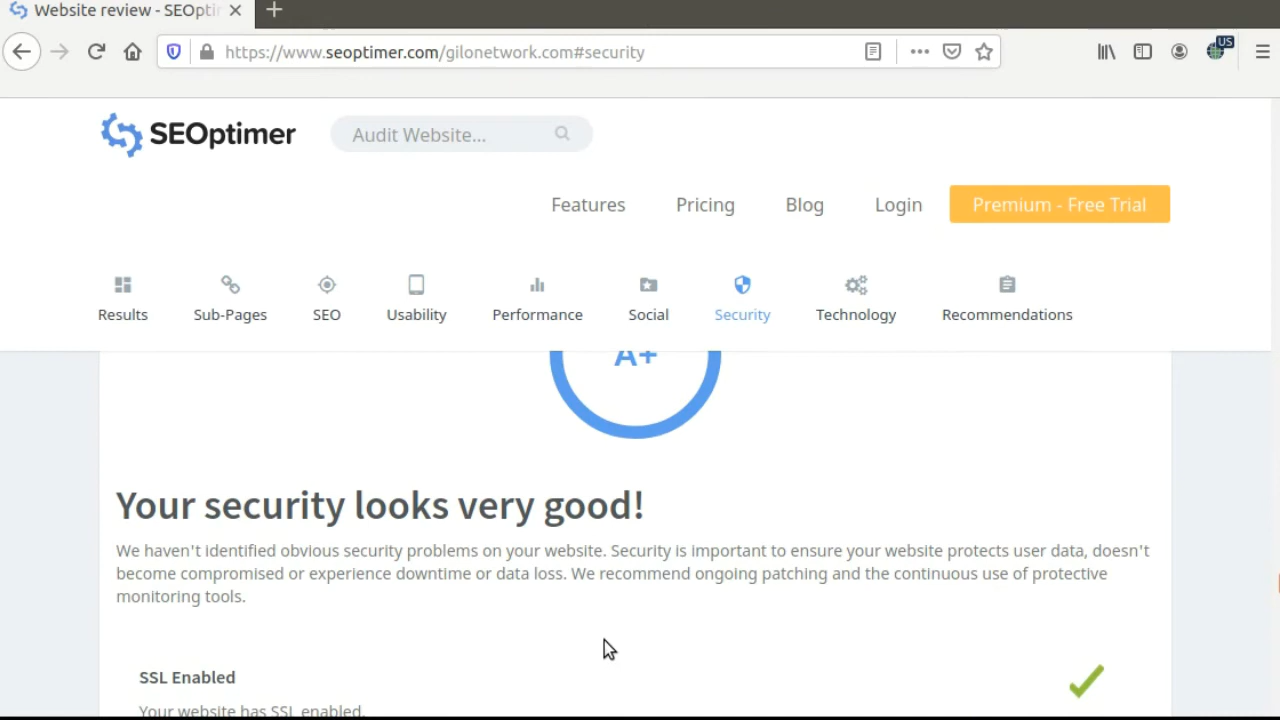 Website review - SEOpti
US
https://www.seoptimer.com/gilonetwork.com#security
SEOptimer
Audit Website...
Features Pricing Blog Login Premium - Free Trial
Results Sub-Pages SEO Usability Performance Social Security Technology Recommendations
A+
Your security looks very good!
We haven't identified obvious security problems on your website. Security is important to ensure your website protects user data, doesn't
become compromised or experience downtime or data loss. We recommend ongoing patching and the continuous use of protective
monitoring tools.
SSL Enabled
Your website has SSL enabled.